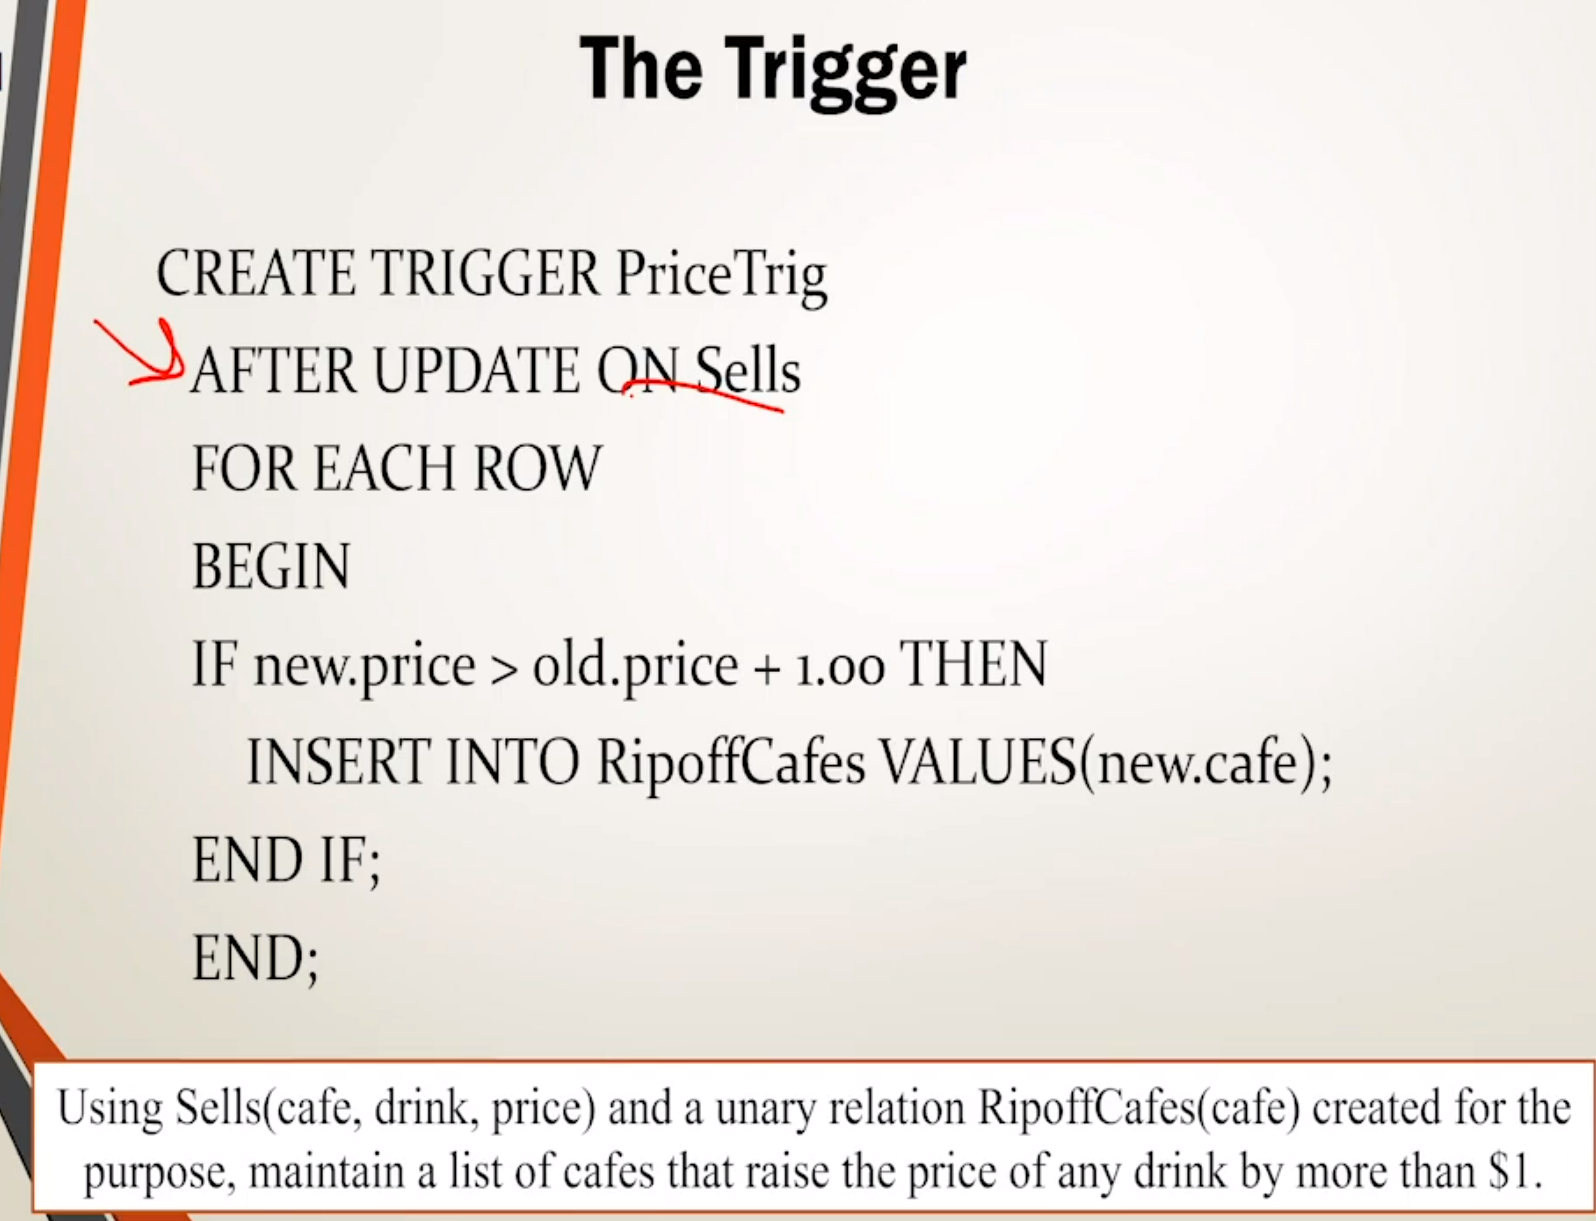 The Trigger
CREATE TRIGGER PriceTrig
AFTER UPDATE ON Sells
FOR EACH ROW
BEGIN
IF new.price > old.price + 1.00 THEN
INSERT INTO RipoffCafes VALUES(new.cafe);
END IF;
END;
Using Sells(cafe, drink, price) and a unary relation RipoffCafes(cafe) created for the
purpose, maintain a list of cafes that raise the price of any drink by more than $1.